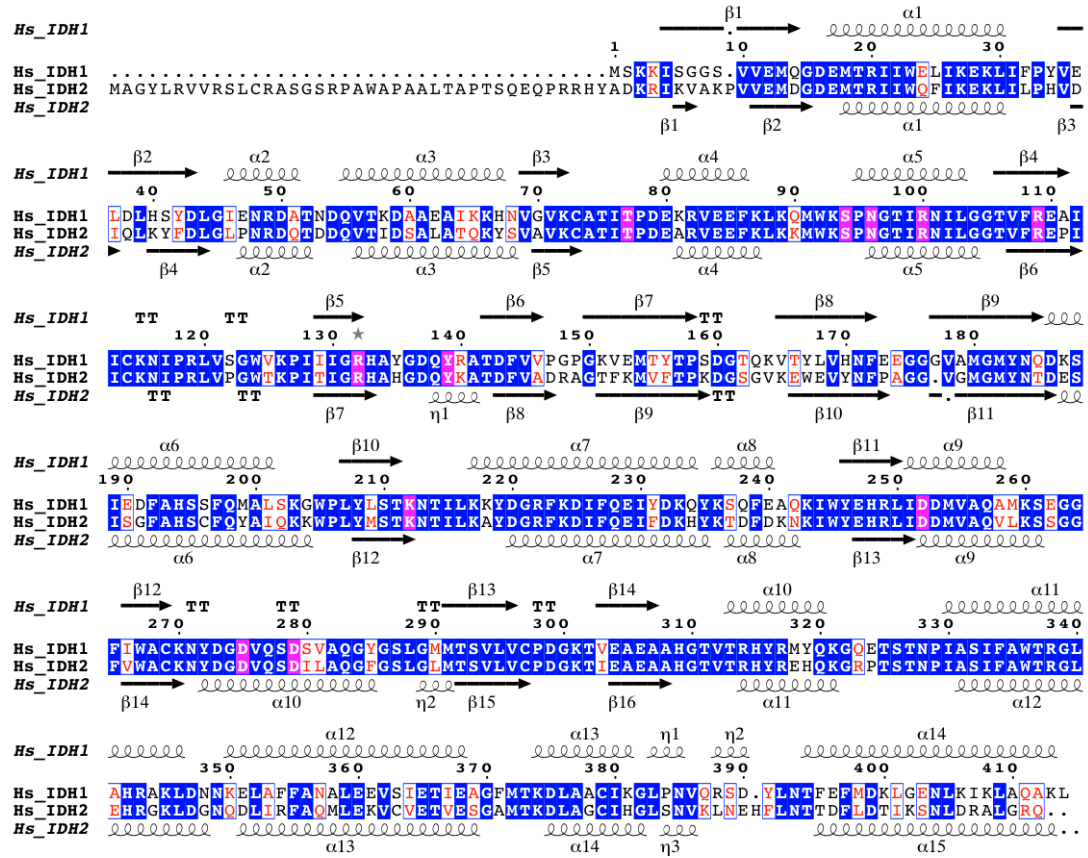 Hs_IDH1 β1 α1
1 10 20 30
Hs_IDH1 .......................................MSKKISGGS.VVEMQGDEMTRIIWELIKEKLIFPYVE
Hs_IDH2 MAGYLRVVRSLCRASGSRPAWAPAALTAPTSQEQPRRHYADKRIKVAKPVVEMDGDEMTRIIWQFIKEKLILPHVD
Hs_IDH2 β1 β2 α1 β3
Hs_IDH1 β2 α2 α3 β3 α4 α5 β4
40 50 60 70 80 90 100 110
Hs_IDH1 LDLHSYDLGIENRDATNDQVTKDAAEAIKKHNVGVKCATITPDEKRVEEFKLKQMWKSPNGTIRNILGGTVFREAI
Hs_IDH2 IQLKYFDLGLPNRDQTDDQVTIDSALATQKYSVAVKCATITPDEARVEEFKLKKMWKSPNGTIRNILGGTVFREPI
Hs_IDH2 β4 α2 α3 β5 α4 α5 β6
Hs_IDH1 TT TT β5 β6 β7 TT β8 β9
120 130 140 150 160 170 180
Hs_IDH1 ICKNIPRLVSGWVKPIIIGRHAYGDQYRATDFVVPGPGKVEMTYTPSDGTQKVTYLVHNFEEGGGVAMGMYNQDKS
Hs_IDH2 ICKNIPRLVPGWTKPITIGRHAHGDQYKATDFVADRAGTFKMVFTPKDGSGVKEWEVYNFPAGG.VGMGMYNTDES
Hs_IDH2 TT TT β7 η1 β8 β9 TT β10 β11
Hs_IDH1 α6 β10 α7 α8 β11 α9
190 200 210 220 230 240 250 260
Hs_IDH1 IEDFAHSSFQMALSKGWPLYLSTKNTILKKYDGRFKDIFQEIYDKQYKSQFEAQKIWYEHRLIDDMVAQAMKSEGG
Hs_IDH2 ISGFAHSCFQYAIQKKWPLYMSTKNTILKAYDGRFKDIFQEIFDKHYKTDFDKNKIWYEHRLIDDMVAQVLKSSGG
Hs_IDH2 α6 β12 α7 α8 β13 α9
Hs_IDH1 β12 TT TT TT β13 TT β14 α10 α11
270 280 290 300 310 320 330 340
Hs_IDH1 FIWACKNYDGDVQSDSVAQGYGSLGMMTSVLVCPDGKTVEAEAAHGTVTRHYRMYQKGQETSTNPIASIFAWTRGL
Hs_IDH2 FVWACKNYDGDVQSDILAQGFGSLGLMTSVLVCPDGKTIEAEAAHGTVTRHYREHQKGRPTSTNPIASIFAWTRGL
Hs_IDH2 β14 α10 η2 β15 β16 α11 α12
Hs_IDH1 α12 α13 η1 η2 α14
350 360 370 380 390 400 410
Hs_IDH1 AHRAKLDNNKELAFFANALEEVSIETIEAGFMTKDLAACIKGLPNVQRSD.YLNTFEFMDKLGENLKIKLAQAKL
Hs_IDH2 EHRGKLDGNQDLIRFAQMLEKVCVETVESGAMTKDLAGCIHGLSNVKLNEHFLNTTDFLDTIKSNLDRALGRQ..
Hs_IDH2 α13 α14 η3 α15